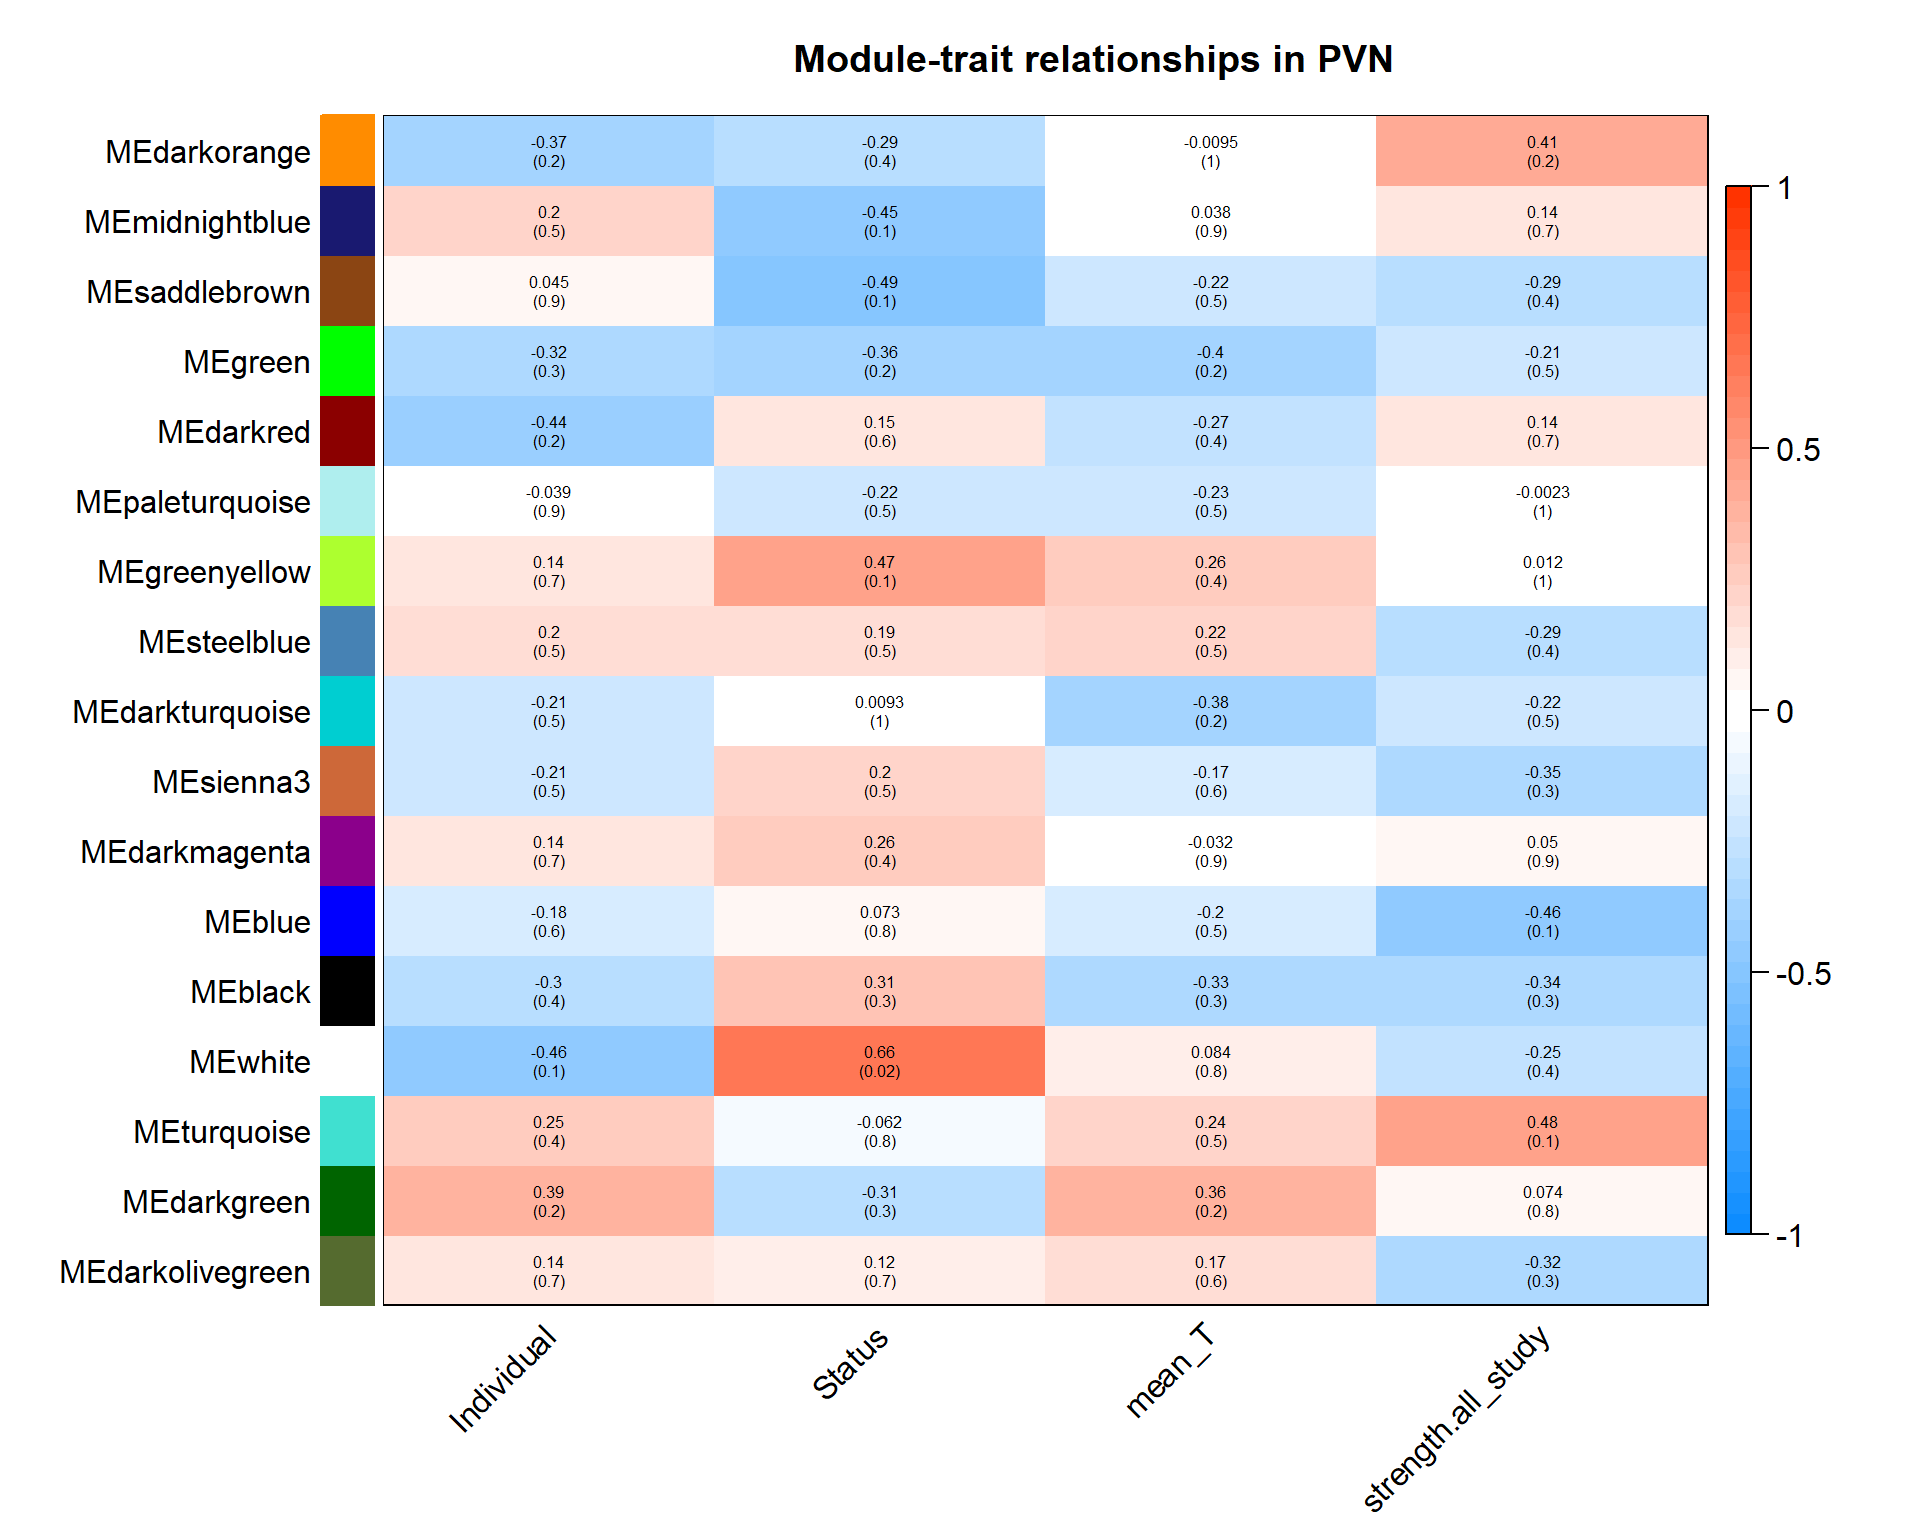 Module-trait relationships in PVN
MEdarkorange
-0.37 -0.29 -0.0095 0.41
(0.2) (0.4) (1) (0.2)
MEmidnightblue
0.2 -0.45 0.038 0.14
(0.5) (0.1) (0.9) (0.7)
MEsaddlebrown
0.045 -0.49 -0.22 -0.29
(0.9) (0.1) (0.5) (0.4)
MEgreen
-0.32 -0.36 -0.4 -0.21
(0.3) (0.2) (0.2) (0.5)
MEdarkred
-0.44 0.15 -0.27 0.14
(0.2) (0.6) (0.4) (0.7)
MEpaleturquoise
-0.039 -0.22 -0.23 -0.0023
(0.9) (0.5) (0.5) (1)
MEgreenyellow
0.14 0.47 0.26 0.012
(0.7) (0.1) (0.4) (1)
MEsteelblue
0.2 0.19 0.22 -0.29
(0.5) (0.5) (0.5) (0.4)
MEdarkturquoise
-0.21 0.0093 -0.38 -0.22
(0.5) (1) (0.2) (0.5)
MEsienna3
-0.21 0.2 -0.17 -0.35
(0.5) (0.5) (0.6) (0.3)
MEdarkmagenta
0.14 0.26 -0.032 0.05
(0.7) (0.4) (0.9) (0.9)
MEblue
-0.18 0.073 -0.2 -0.46
(0.6) (0.8) (0.5) (0.1)
MEblack
-0.3 0.31 -0.33 -0.34
(0.4) (0.3) (0.3) (0.3)
MEwhite
-0.46 0.66 0.084 -0.25
(0.1) (0.02) (0.8) (0.4)
MEturquoise
0.25 -0.062 0.24 0.48
(0.4) (0.8) (0.5) (0.1)
MEdarkgreen
0.39 -0.31 0.36 0.074
(0.2) (0.3) (0.2) (0.8)
MEdarkolivegreen
0.14 0.12 0.17 -0.32
(0.7) (0.7) (0.6) (0.3)
Individual
Status
mean_T
strength.all_study
1
0.5
0
-0.5
-1